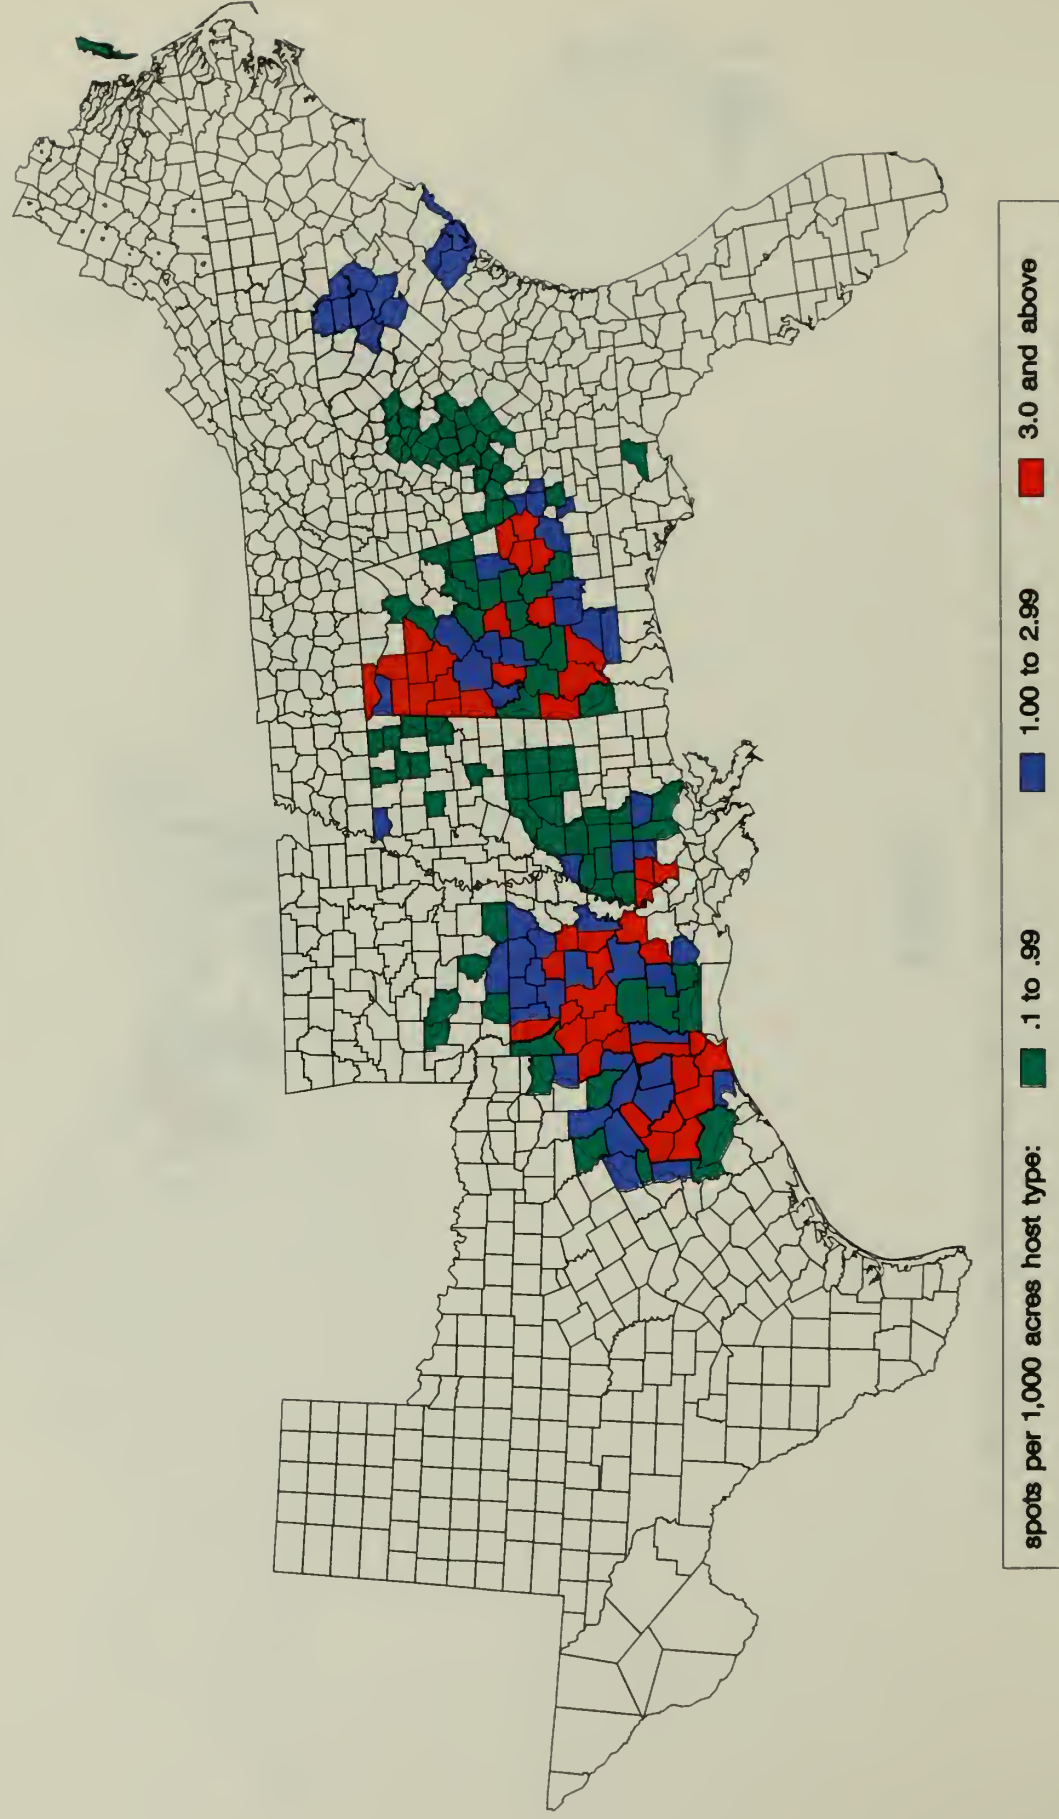 spots per 1,000 acres host type: .1 to .99 1.00 to 2.99 3.0 and above